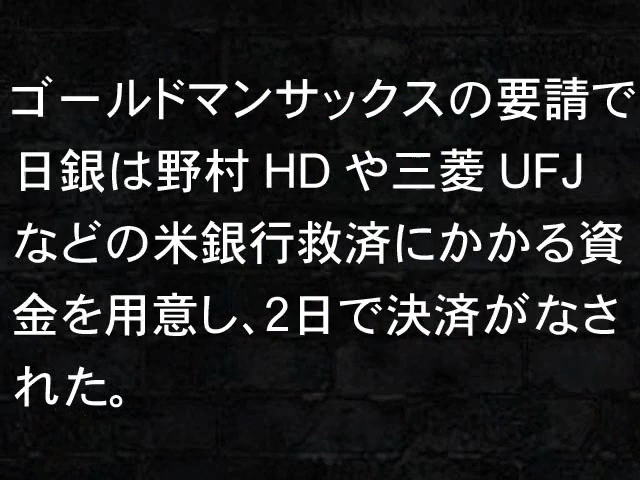 ゴールドマンサックスの要請で
日銀は野村 HD や三菱 UFJ
などの米銀行救済にかかる資
金を用意し、2日で決済がなさ
れた。